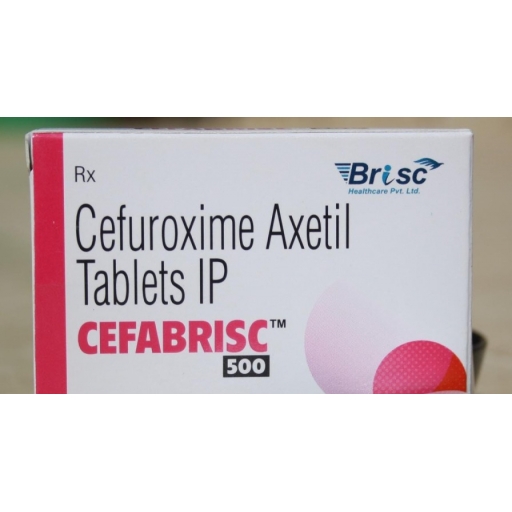 Rx
Brisc
Healthcare Pvt. Ltd.
Cefuroxime Axetil
Tablets IP
CEFABRISC™
500